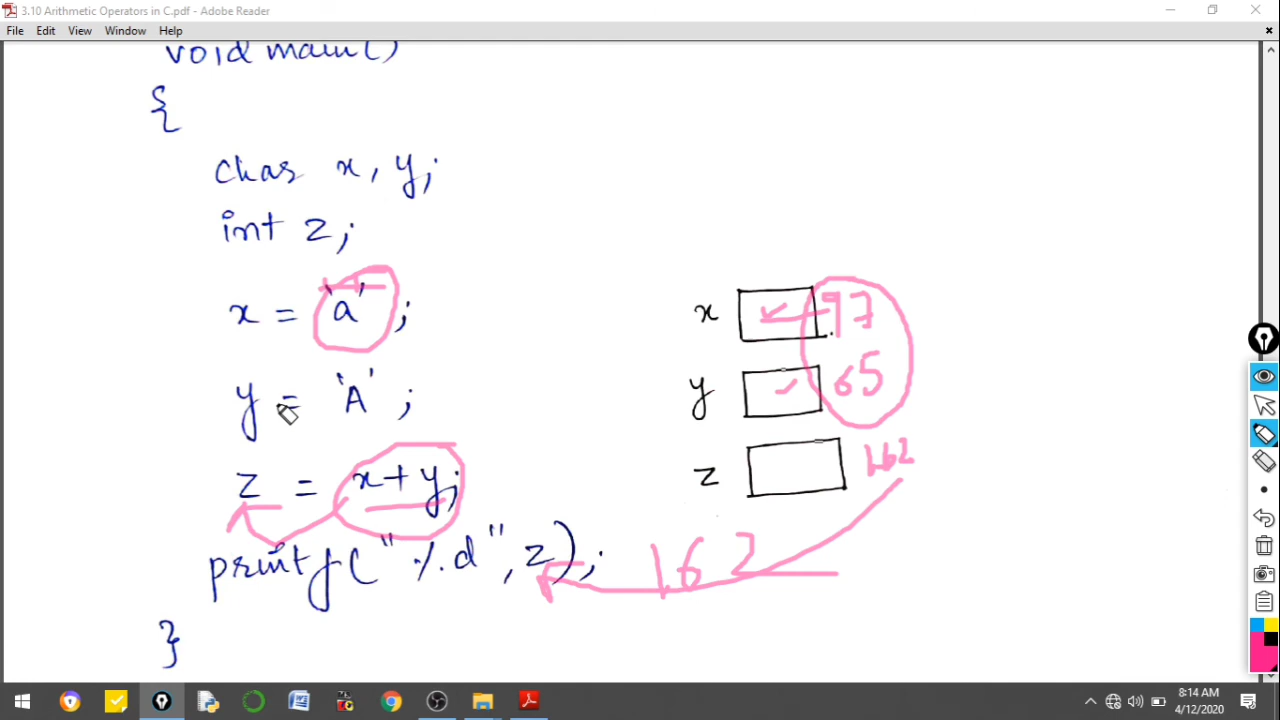 3.10 Arithmetic Operators in C.pdf - Adobe Reader
File Edit View Window Help
void main()
{
char x, y;
int z;
x = 'a';
x 97
y = 'A';
y 65
z = x+y;
z 162
printf("%d", z); 162
}
8:14 AM
4/12/2020